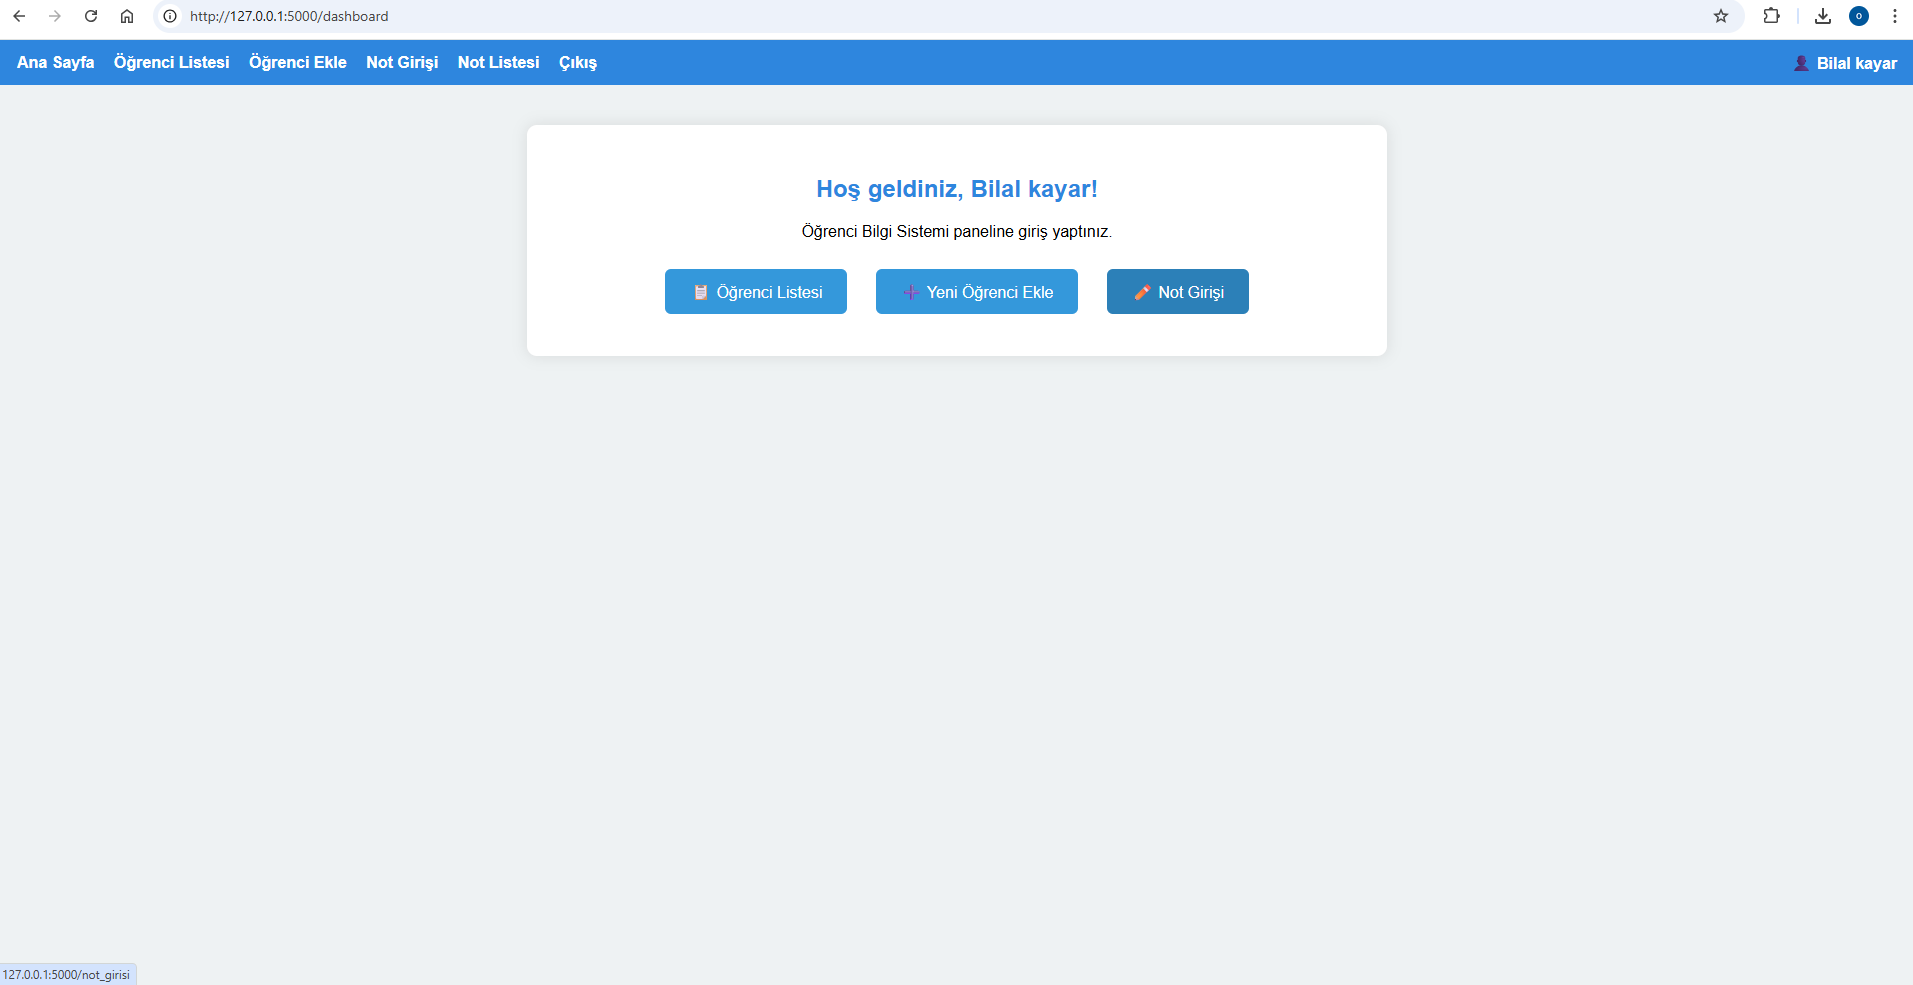 http://127.0.0.1:5000/dashboard
o
Ana Sayfa Öğrenci Listesi Öğrenci Ekle Not Girişi Not Listesi Çıkış Bilal kayar
Hoş geldiniz, Bilal kayar!
Öğrenci Bilgi Sistemi paneline giriş yaptınız.
Öğrenci Listesi Yeni Öğrenci Ekle Not Girişi
127.0.0.1:5000/not_girisi